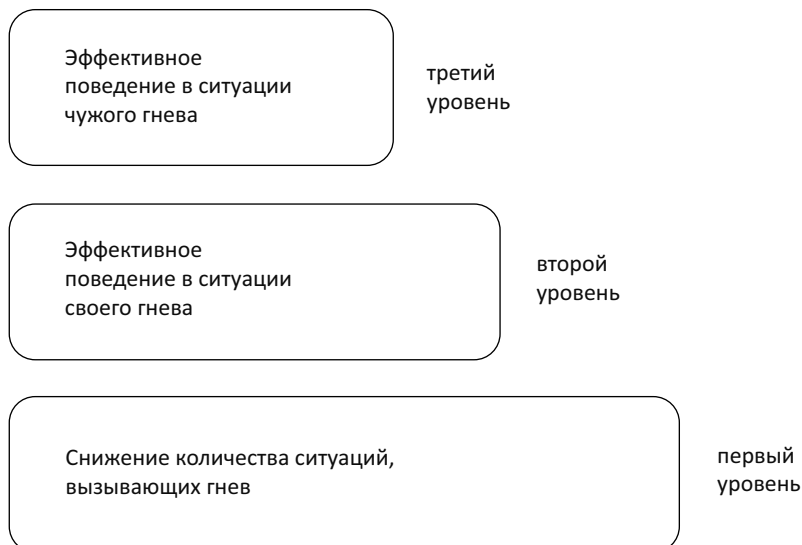 Эффективное
поведение в ситуации
чужого гнева
третий
уровень
Эффективное
поведение в ситуации
своего гнева
второй
уровень
Снижение количества ситуаций,
вызывающих гнев
первый
уровень